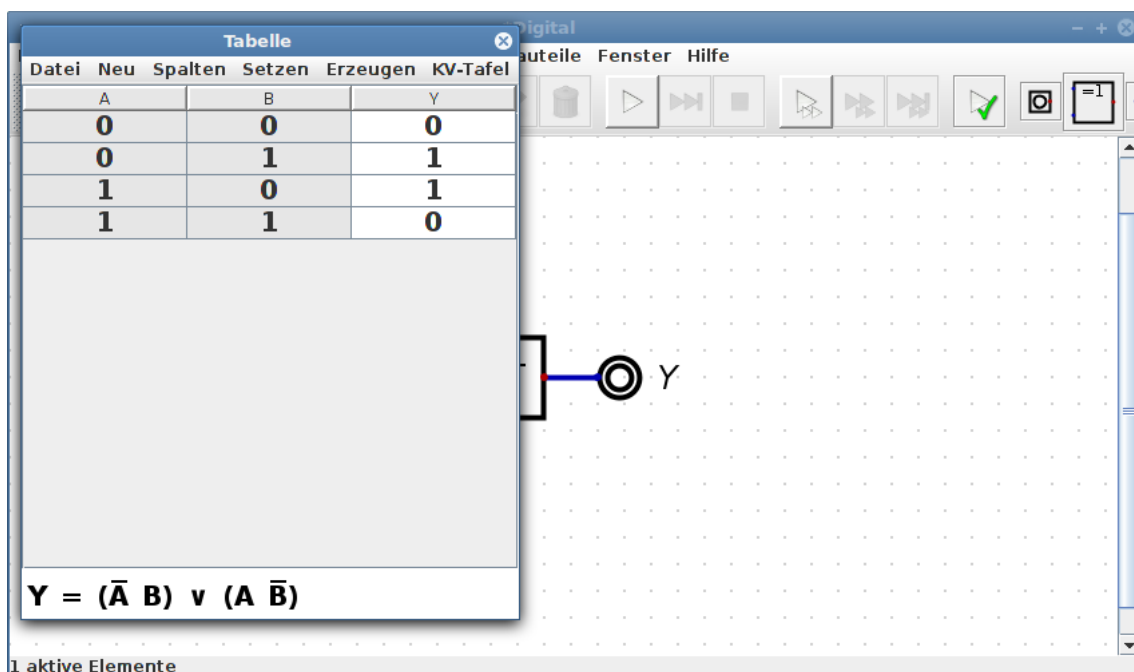 Digital
Tabelle
Datei Neu Spalten Setzen Erzeugen KV-Tafel
Fenster Hilfe
=1
A B Y
0 0 0
0 1 1
1 0 1
1 1 0
Y
Y = (A̅ B) ∨ (A B̅)
1 aktive Elemente